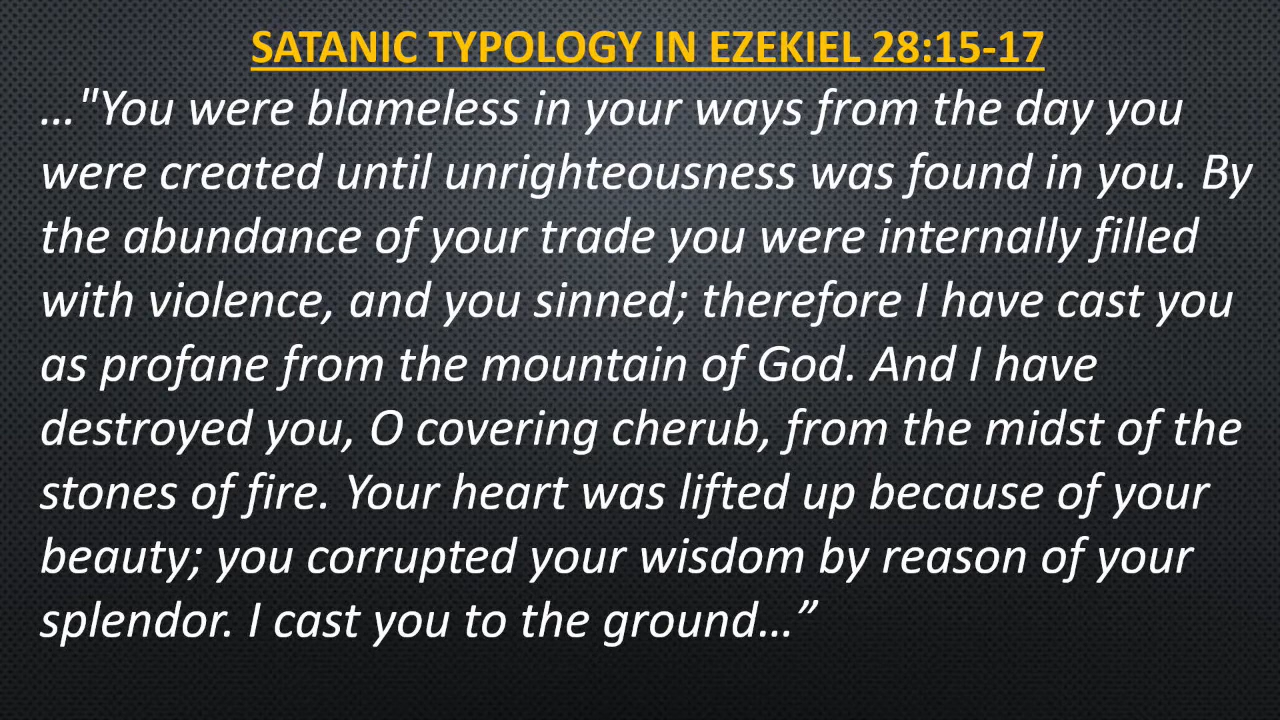 SATANIC TYPOLOGY IN EZEKIEL 28:15-17
…"You were blameless in your ways from the day you
were created until unrighteousness was found in you. By
the abundance of your trade you were internally filled
with violence, and you sinned; therefore I have cast you
as profane from the mountain of God. And I have
destroyed you, O covering cherub, from the midst of the
stones of fire. Your heart was lifted up because of your
beauty; you corrupted your wisdom by reason of your
splendor. I cast you to the ground…”